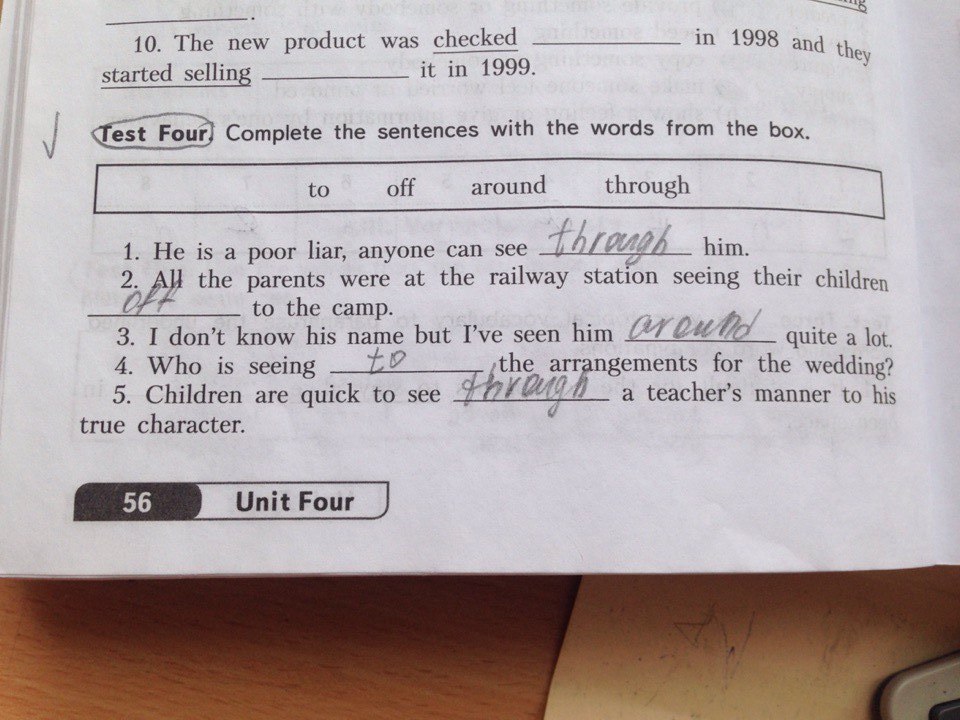 .
10. The new product was checked ____________ in 1998 and they
started selling ____________ it in 1999.
Test Four. Complete the sentences with the words from the box.
to off around through
1. He is a poor liar, anyone can see through him.
2. All the parents were at the railway station seeing their children
off to the camp.
3. I don't know his name but I've seen him around quite a lot.
4. Who is seeing to the arrangements for the wedding?
5. Children are quick to see through a teacher's manner to his
true character.
56 Unit Four